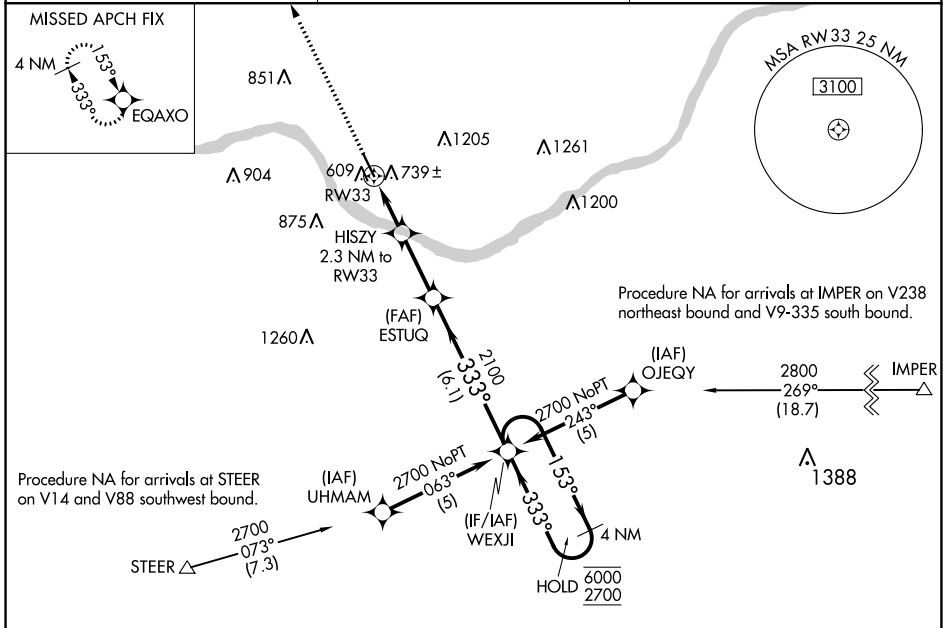 MISSED APCH FIX
4 NM
153°
333°
EQAXO
851
MSA RW33 25 NM
3100
1205
1261
904
609
739 ±
RW33
1200
875
HISZY
2.3 NM to
RW33
Procedure NA for arrivals at IMPER on V238
northeast bound and V9-335 south bound.
(FAF)
ESTUQ
1260
2100
333°
(6.1)
(IAF)
OJEQY
2800
269°
(18.7)
IMPER
2700 NoPT
243°
(5)
1388
Procedure NA for arrivals at STEER
on V14 and V88 southwest bound.
(IAF)
UHMAM
2700 NoPT
063°
(5)
(IF/IAF)
WEXJI
153°
333°
4 NM
2700
073°
(7.3)
STEER
HOLD
6000
2700